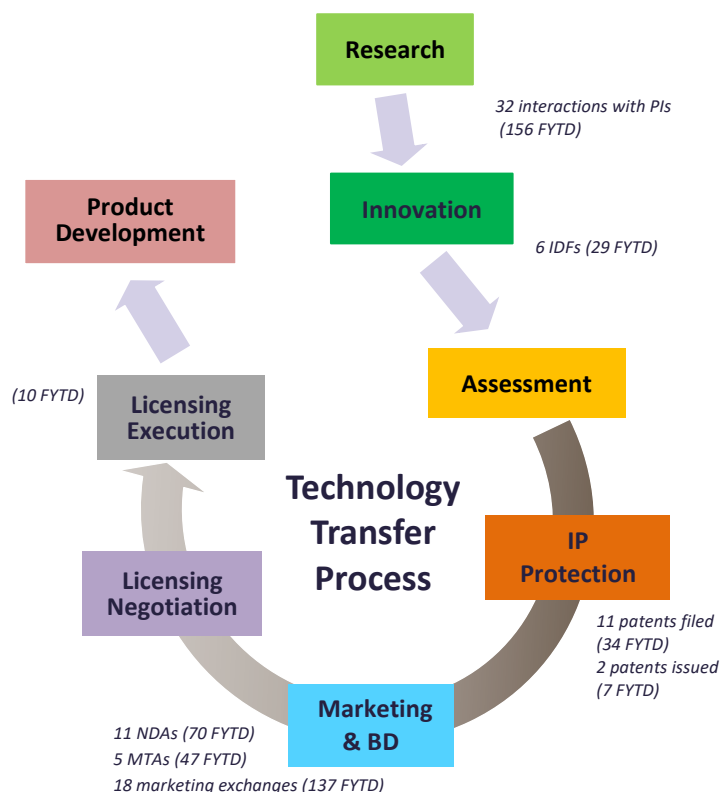 Research
32 interactions with PIs
(156 FYTD)
Innovation
6 IDFs (29 FYTD)
Assessment
IP
Protection
11 patents filed
(34 FYTD)
2 patents issued
(7 FYTD)
Marketing
& BD
11 NDAs (70 FYTD)
5 MTAs (47 FYTD)
18 marketing exchanges (137 FYTD)
Licensing
Negotiation
Licensing
Execution
(10 FYTD)
Product
Development
Technology
Transfer
Process